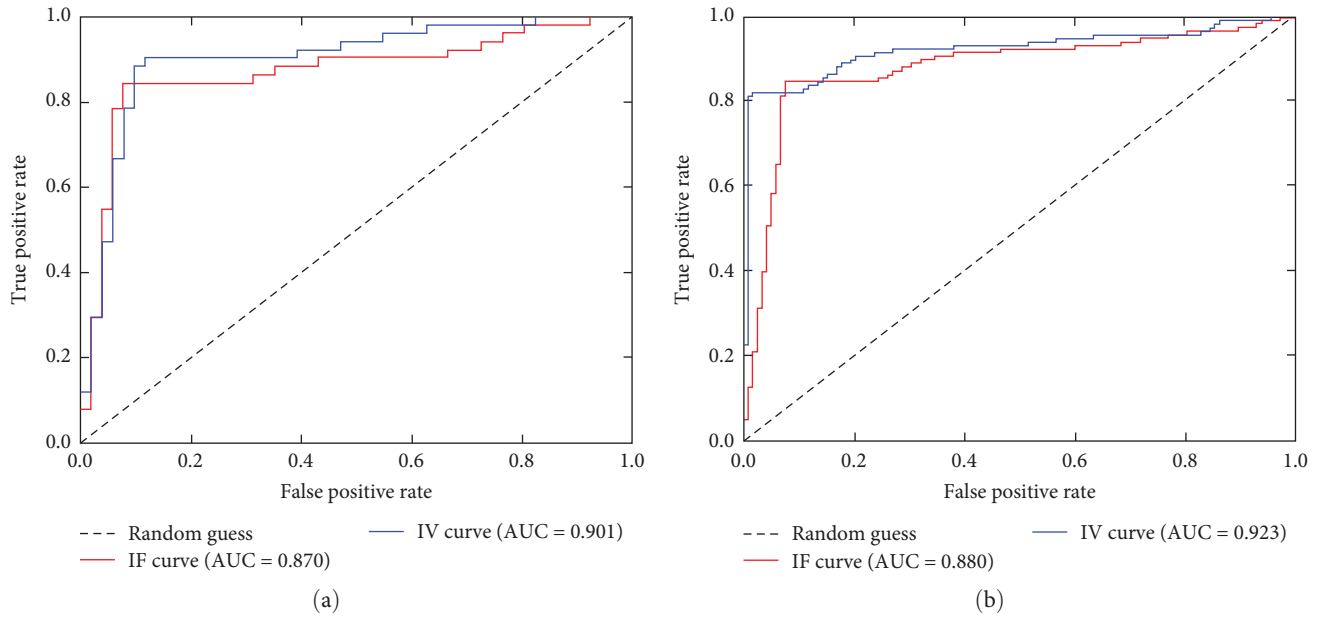 True positive rate
1.0
0.8
0.6
0.4
0.2
0.0
0.0 0.2 0.4 0.6 0.8 1.0
False positive rate
Random guess
IF curve (AUC = 0.870)
IV curve (AUC = 0.901)
(a)
True positive rate
1.0
0.8
0.6
0.4
0.2
0.0
0.0 0.2 0.4 0.6 0.8 1.0
False positive rate
Random guess
IF curve (AUC = 0.880)
IV curve (AUC = 0.923)
(b)